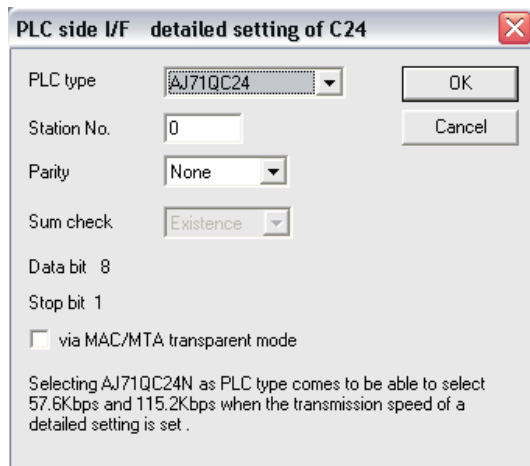 PLC side I/F detailed setting of C24
PLC type AJ71QC24 OK
Station No. 0 Cancel
Parity None
Sum check Existence
Data bit 8
Stop bit 1
via MAC/MTA transparent mode
Selecting AJ71QC24N as PLC type comes to be able to select
57.6Kbps and 115.2Kbps when the transmission speed of a
detailed setting is set .